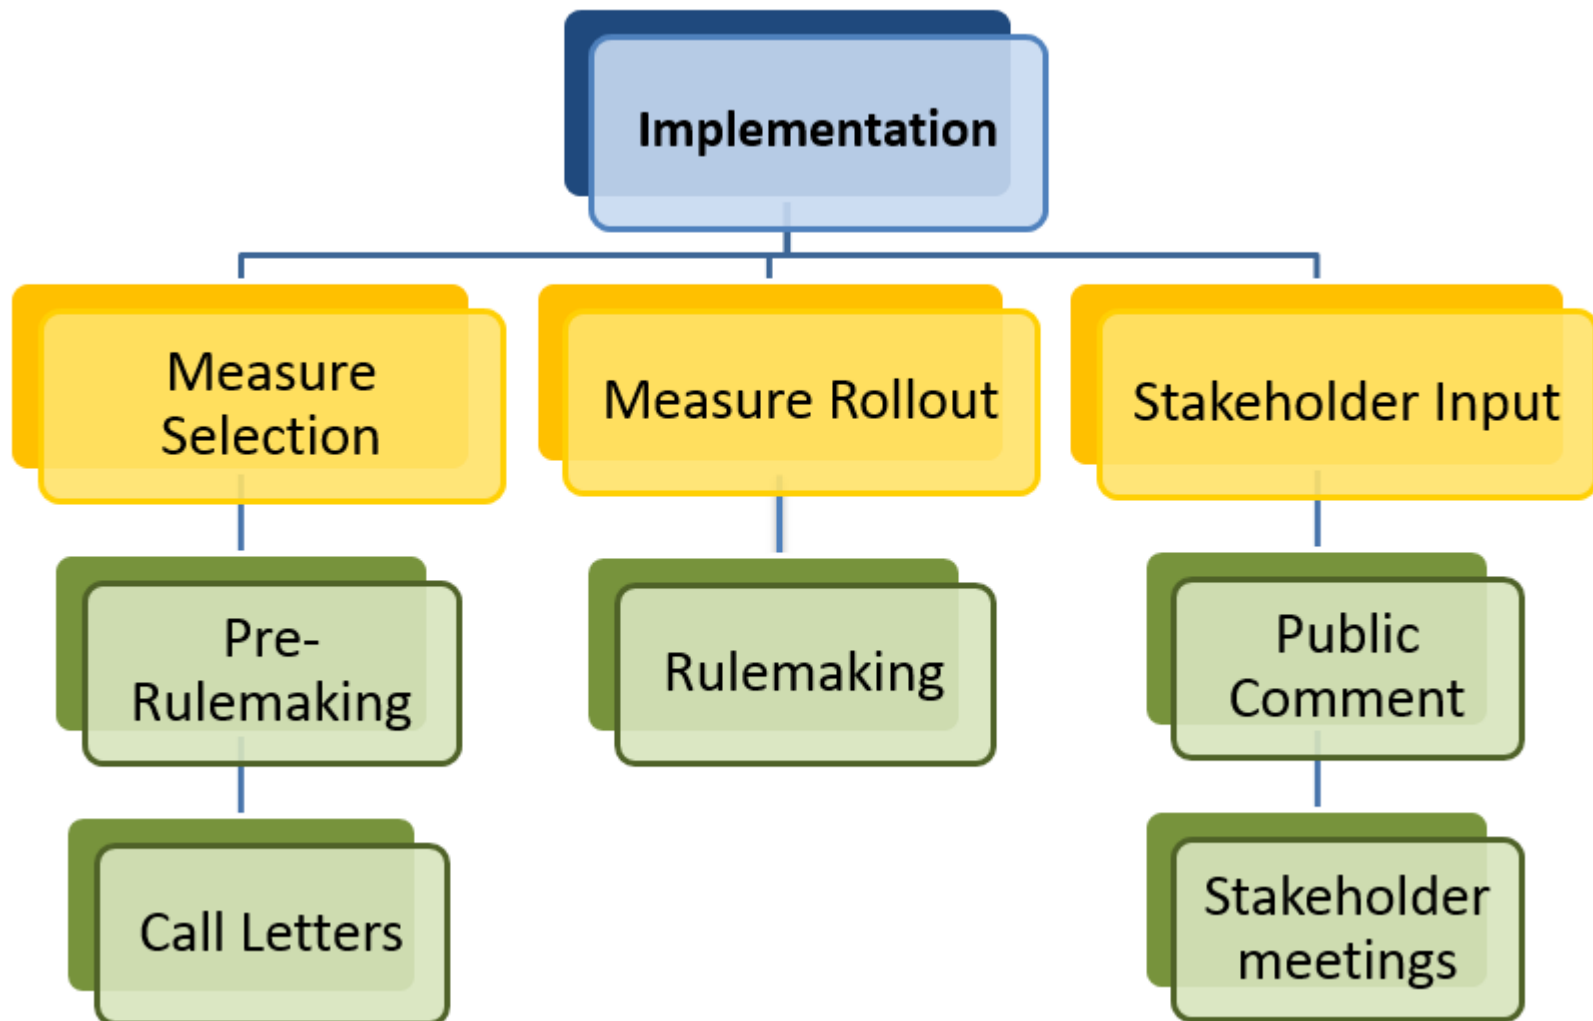 Implementation
Measure
Selection
Measure Rollout
Stakeholder Input
Pre-
Rulemaking
Rulemaking
Public
Comment
Call Letters
Stakeholder
meetings